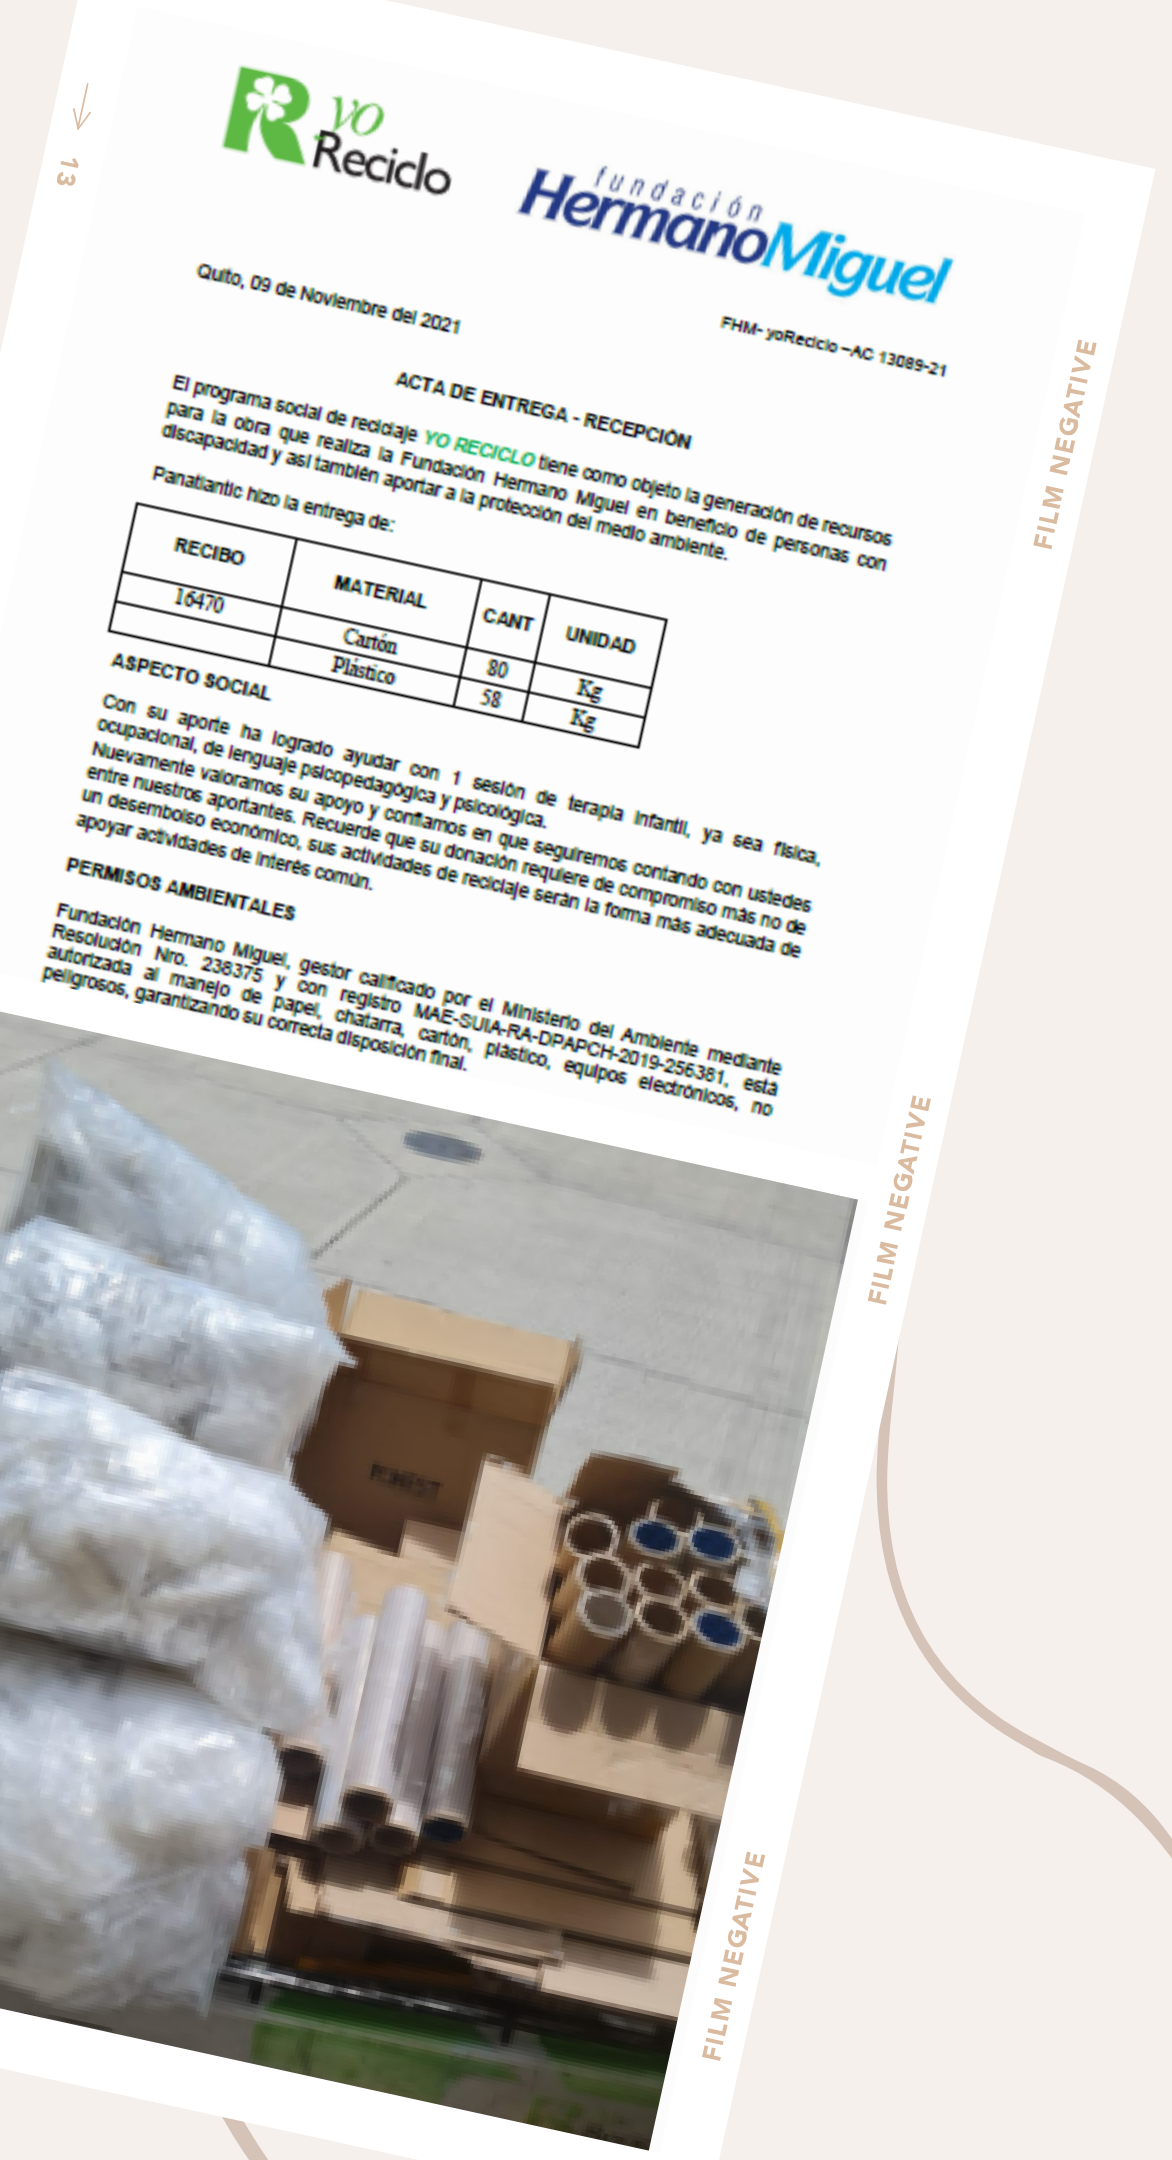 13
yo
Reciclo
fundación
HermanoMiguel
Quito, 09 de Noviembre del 2021
FHM- yoReciclo –AC 13089-21
ACTA DE ENTREGA - RECEPCIÓN
El programa social de reciclaje YO RECICLO tiene como objeto la generación de recursos
para la obra que realiza la Fundación Hermano Miguel en beneficio de personas con
discapacidad y así también aportar a la protección del medio ambiente.
Panatlantic hizo la entrega de:
RECIBO MATERIAL CANT UNIDAD
16470 Cartón 80 Kg
Plástico 58 Kg
ASPECTO SOCIAL
Con su aporte ha logrado ayudar con 1 sesión de terapia infantil, ya sea física,
ocupacional, de lenguaje psicopedagógica y psicológica.
Nuevamente valoramos su apoyo y confiamos en que seguiremos contando con ustedes
entre nuestros aportantes. Recuerde que su donación requiere de compromiso más no de
un desembolso económico, sus actividades de reciclaje serán la forma más adecuada de
apoyar actividades de interés común.
PERMISOS AMBIENTALES
Fundación Hermano Miguel, gestor calificado por el Ministerio del Ambiente mediante
Resolución Nro. 238375 y con registro MAE-SUIA-RA-DPAPCH-2019-256381, está
autorizada al manejo de papel, chatarra, cartón, plástico, equipos electrónicos, no
peligrosos, garantizando su correcta disposición final.
FILM NEGATIVE
FILM NEGATIVE
FILM NEGATIVE